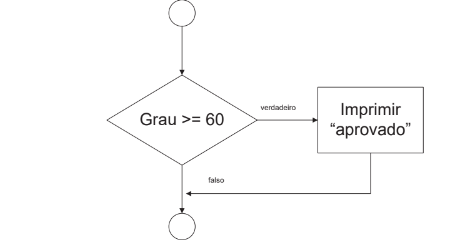 Grau >= 60
verdadeiro
Imprimir
“aprovado”
falso